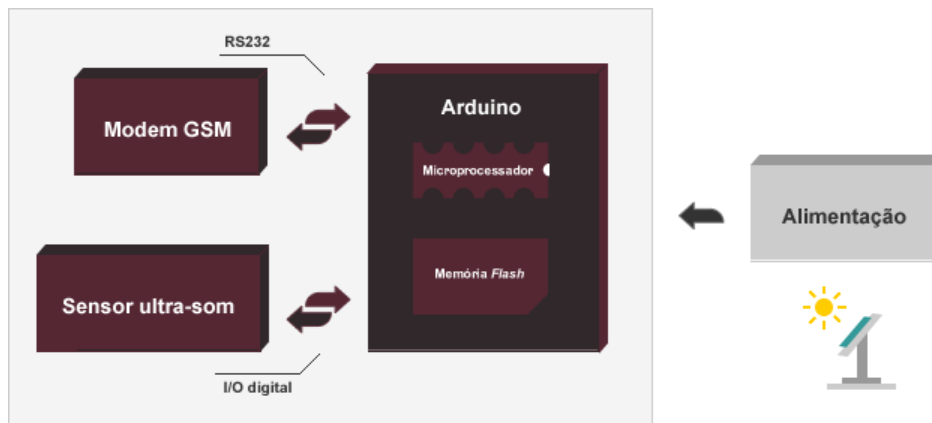 RS232
Modem GSM
Arduino
Microprocessador
Alimentação
Memória Flash
Sensor ultra-som
I/O digital